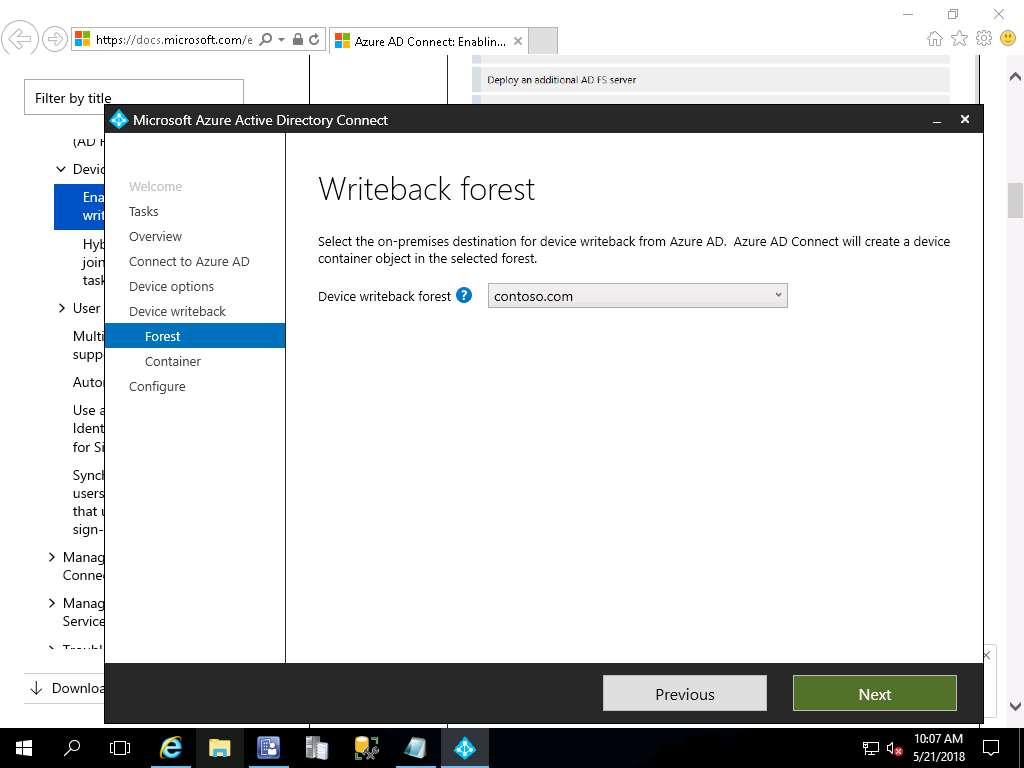 https://docs.microsoft.com/e
Azure AD Connect: Enablin...
Deploy an additional AD FS server
Filter by title
Microsoft Azure Active Directory Connect
(AD F
Devic
Ena
writ
Hyb
join
task
User
Multi
supp
Auto
Use a
Identi
for Si
Synch
users
that u
sign-
Manag
Conne
Manag
Service
Troubl
Downloa
Welcome
Tasks
Overview
Connect to Azure AD
Device options
Device writeback
Forest
Container
Configure
Writeback forest
Select the on-premises destination for device writeback from Azure AD. Azure AD Connect will create a device
container object in the selected forest.
Device writeback forest ? contoso.com
Previous
Next
10:07 AM
5/21/2018